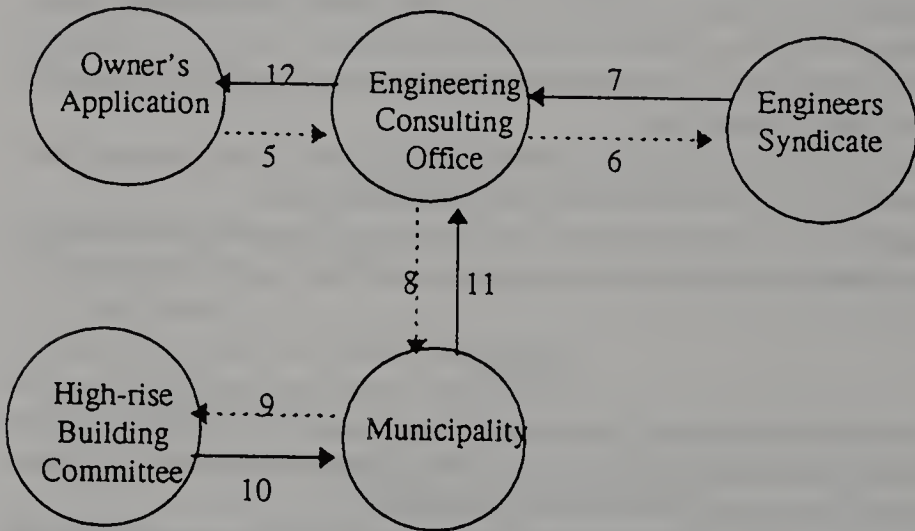 Owner's
Application
12
5
Engineering
Consulting
Office
7
6
Engineers
Syndicate
8
11
High-rise
Building
Committee
9
10
Municipality